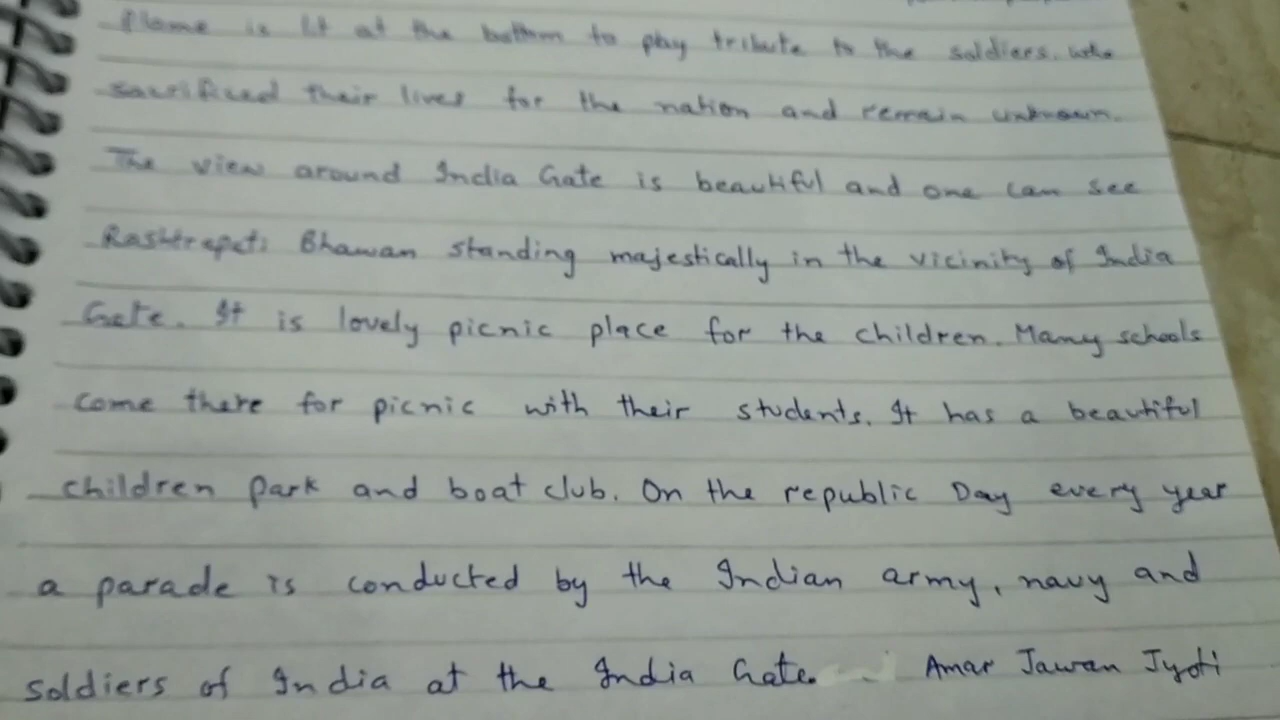 flame is lit at the bottom to pay tribute to the soldiers. who
sacrificed their lives for the nation and remain unknown.
The view around India Gate is beautiful and one can see
Rashtrapati Bhawan standing majestically in the vicinity of India
Gate. It is lovely picnic place for the children. Many schools
come there for picnic with their students. It has a beautiful
children park and boat club. On the republic Day every year
a parade is conducted by the Indian army, navy and
soldiers of India at the India Gate. Amar Jawan Jyoti